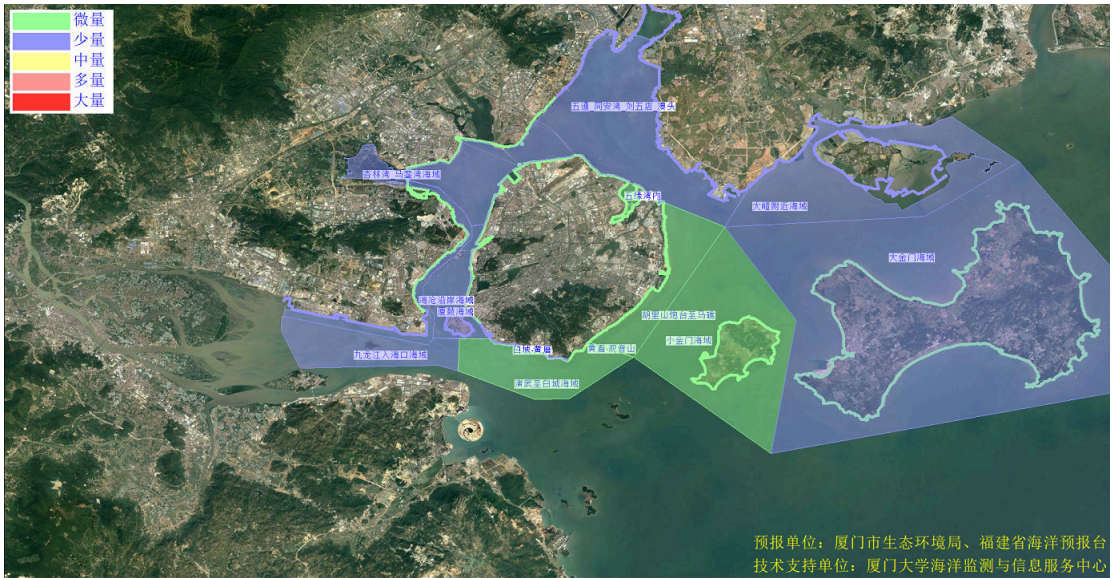 微量
少量
中量
多量
大量
五通_同安湾_刘五店_澳头
杏林湾_马銮湾海域
五缘湾内
大嶝附近海域
大金门海域
海沧沿岸海域
厦鼓海域
胡里山炮台至马礁
小金门海域
九龙江入海口海域
白城-黄厝
黄厝-观音山
演武至白城海域
预报单位：厦门市生态环境局、福建省海洋预报台
技术支持单位：厦门大学海洋监测与信息服务中心